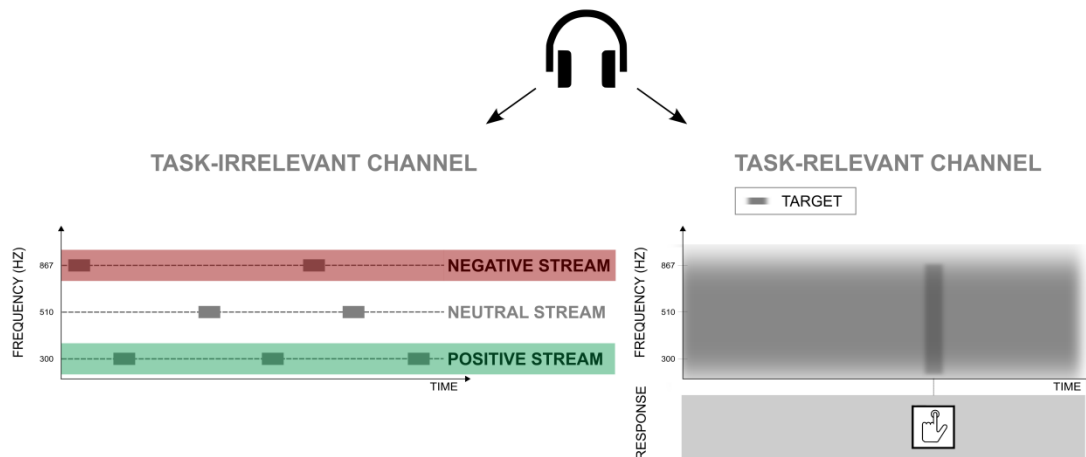 TASK-IRRELEVANT CHANNEL
FREQUENCY (HZ)
867
510
300
NEGATIVE STREAM
NEUTRAL STREAM
POSITIVE STREAM
TIME
TASK-RELEVANT CHANNEL
TARGET
FREQUENCY (HZ)
867
510
300
TIME
RESPONSE